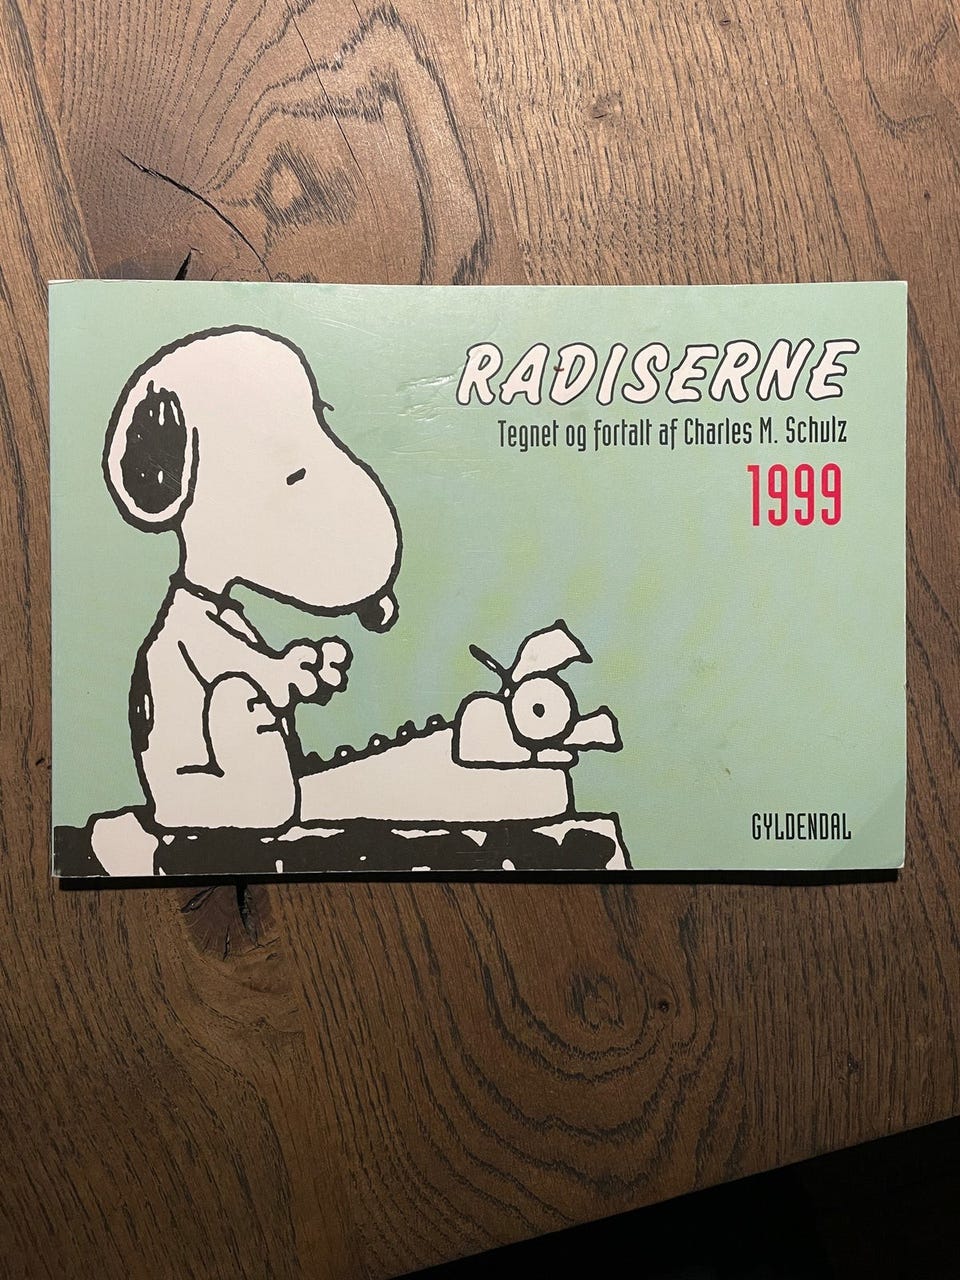 RADISERNE
Tegnet og fortalt af Charles M. Schulz
1999
GYLDENDAL